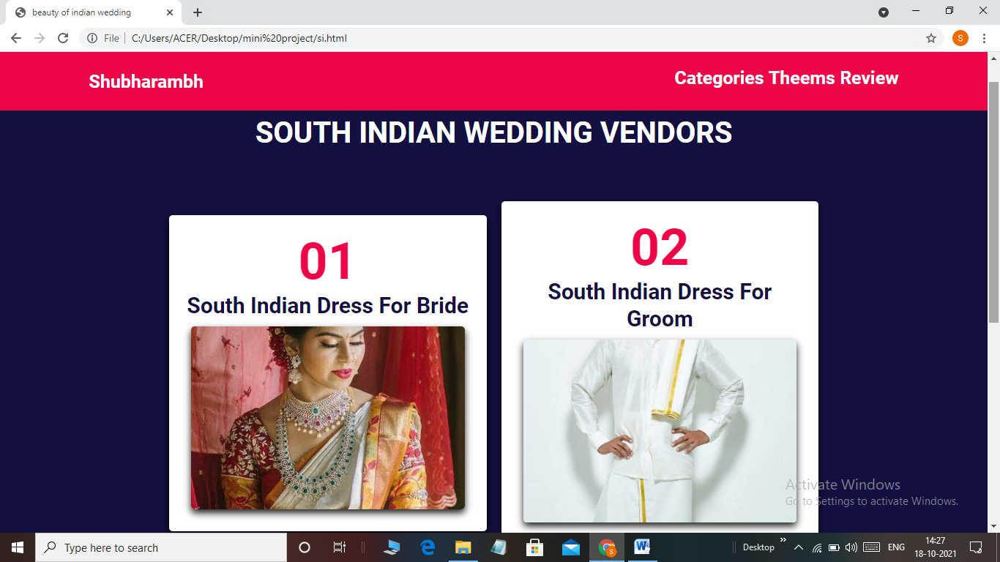 beauty of indian wedding
File
C:/Users/ACER/Desktop/mini%20project/si.html
S
Shubharambh
Categories Theems Review
SOUTH INDIAN WEDDING VENDORS
01
South Indian Dress For Bride
02
South Indian Dress For
Groom
Activate Windows
Go to Settings to activate Windows.
Type here to search
S
W
Desktop
ENG
14:27
18-10-2021